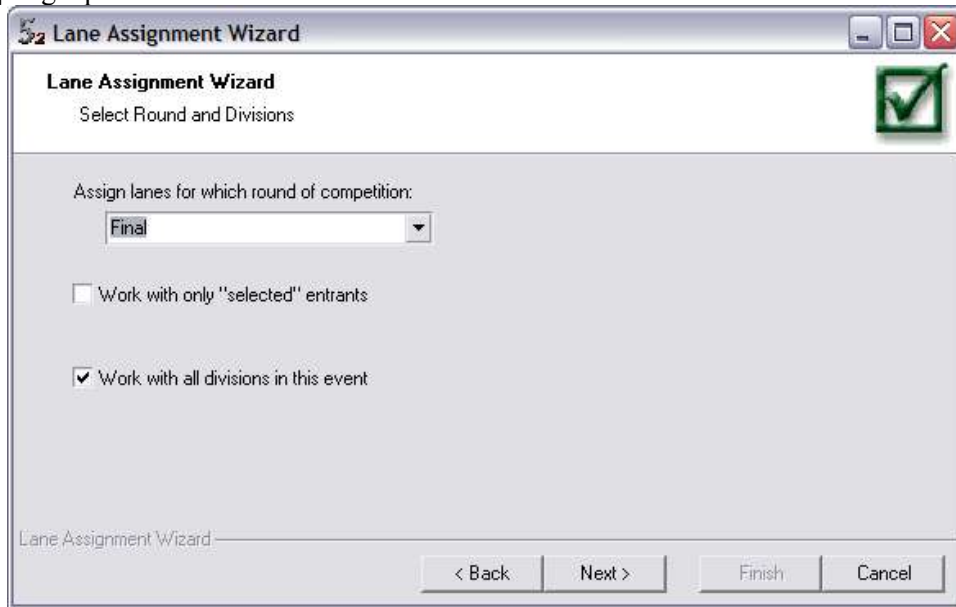 Lane Assignment Wizard
Lane Assignment Wizard
Select Round and Divisions
Assign lanes for which round of competition:
Final
Work with only "selected" entrants
Work with all divisions in this event
Lane Assignment Wizard
< Back Next > Finish Cancel